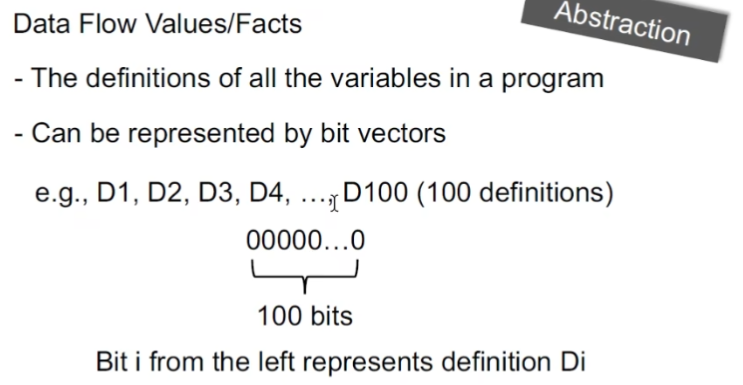 Data Flow Values/Facts
Abstraction
- The definitions of all the variables in a program
- Can be represented by bit vectors
e.g., D1, D2, D3, D4, …, D100 (100 definitions)
00000…0
100 bits
Bit i from the left represents definition Di